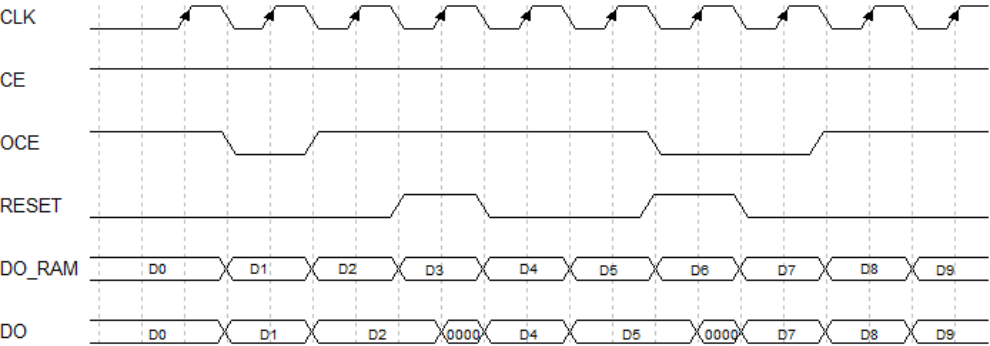 CLK
CE
OCE
RESET
DO_RAM D0 D1 D2 D3 D4 D5 D6 D7 D8 D9
DO D0 D1 D2 0000 D4 D5 0000 D7 D8 D9